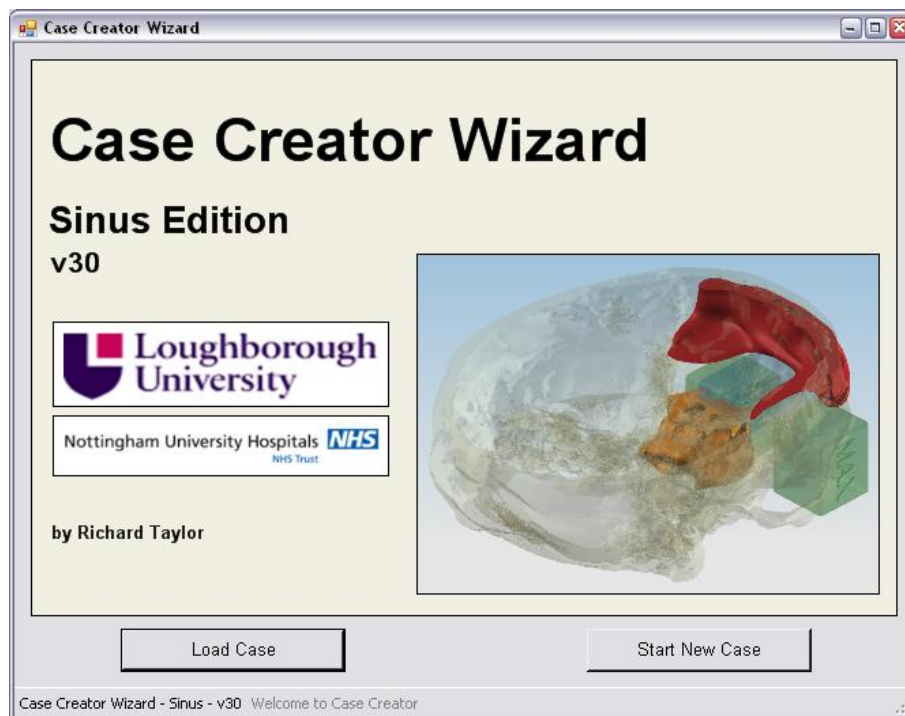 Case Creator Wizard
Case Creator Wizard
Sinus Edition
v30
Loughborough
University
Nottingham University Hospitals NHS
NHS Trust
MAX
by Richard Taylor
Load Case
Start New Case
Case Creator Wizard - Sinus - v30 Welcome to Case Creator